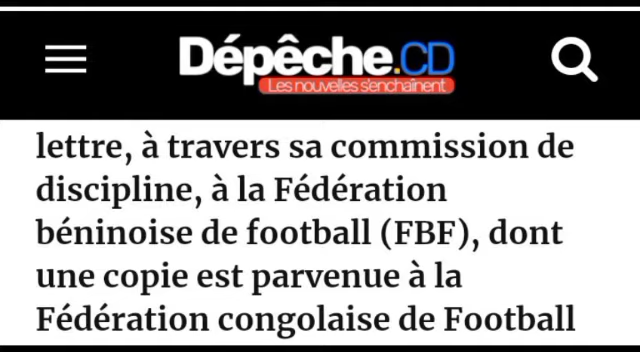 Dépêche.CD
Les nouvelles s'enchaînent
lettre, à travers sa commission de
discipline, à la Fédération
béninoise de football (FBF), dont
une copie est parvenue à la
Fédération congolaise de Football